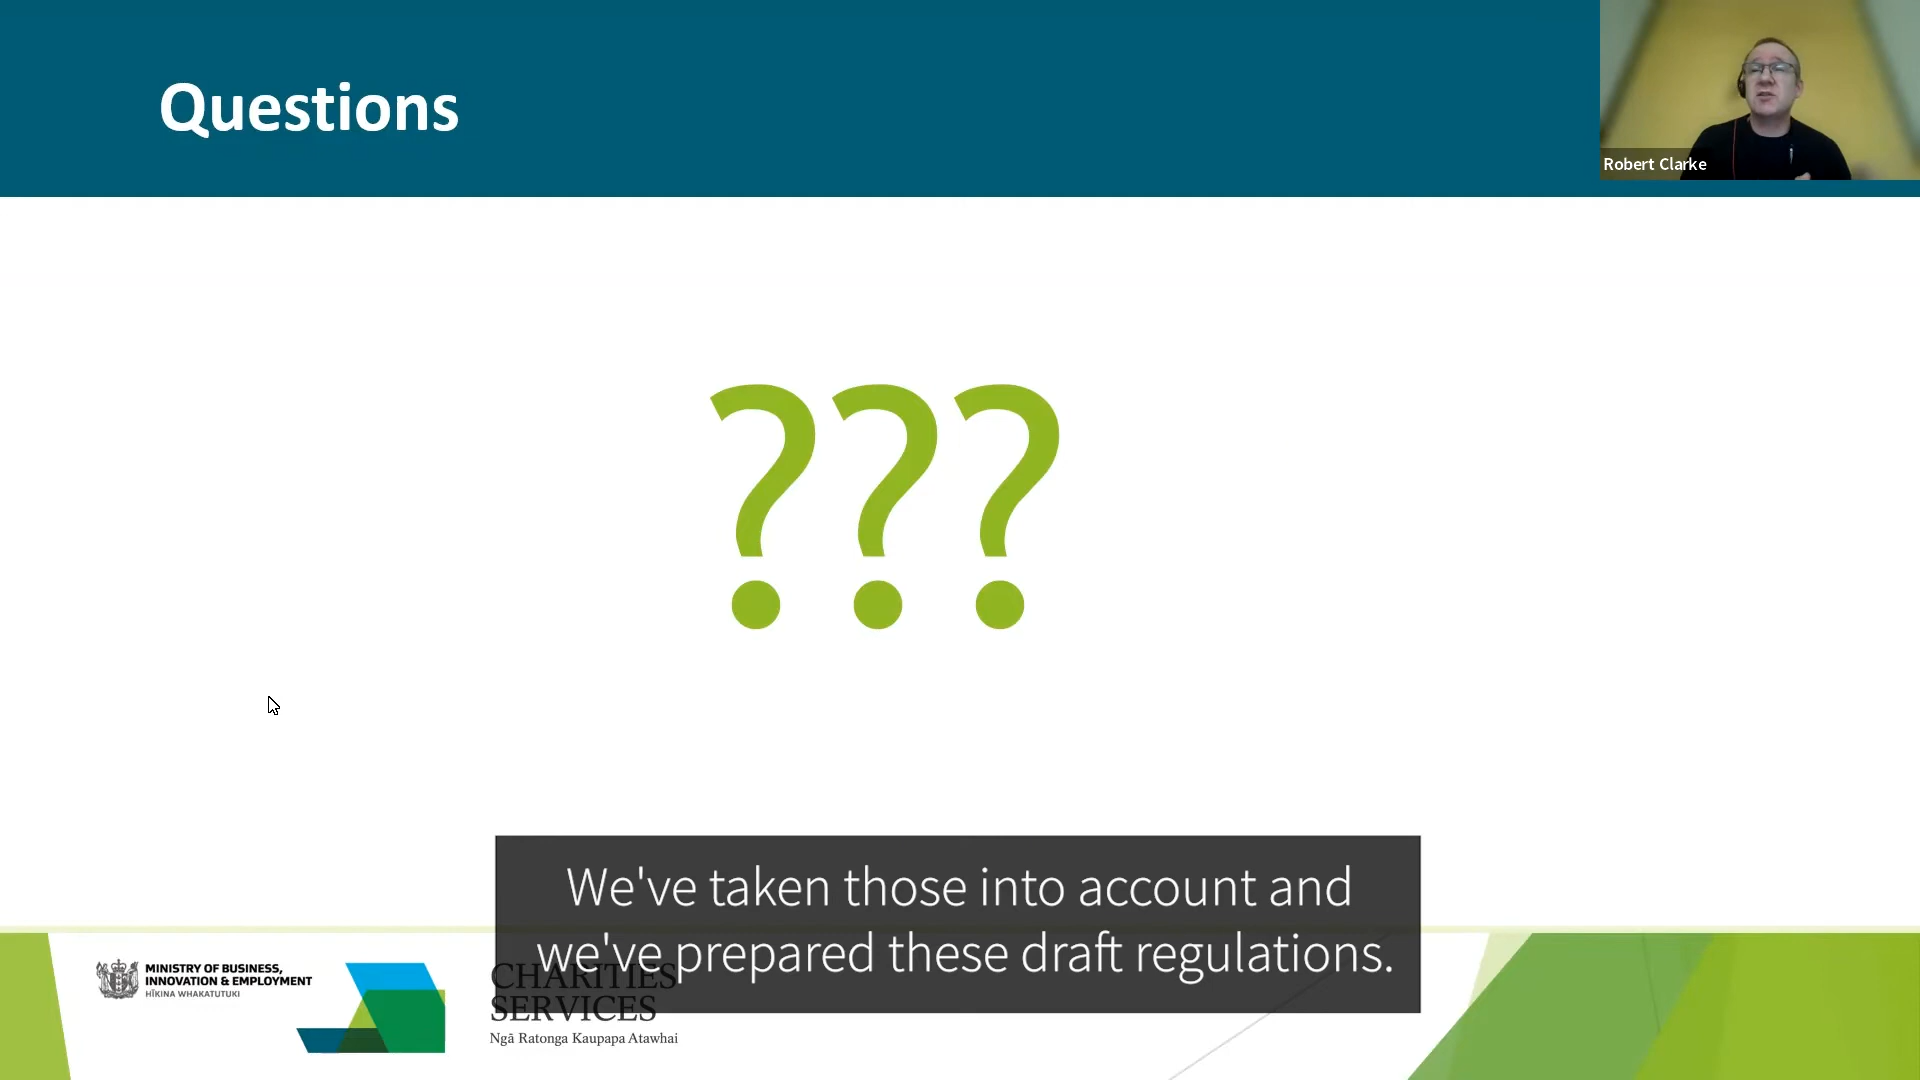 Questions
Robert Clarke
???
We've taken those into account and
we've prepared these draft regulations.
MINISTRY OF BUSINESS,
INNOVATION & EMPLOYMENT
HĪKINA WHAKATUTUKI
CHARITIES
SERVICES
Ngā Ratonga Kaupapa Atawhai